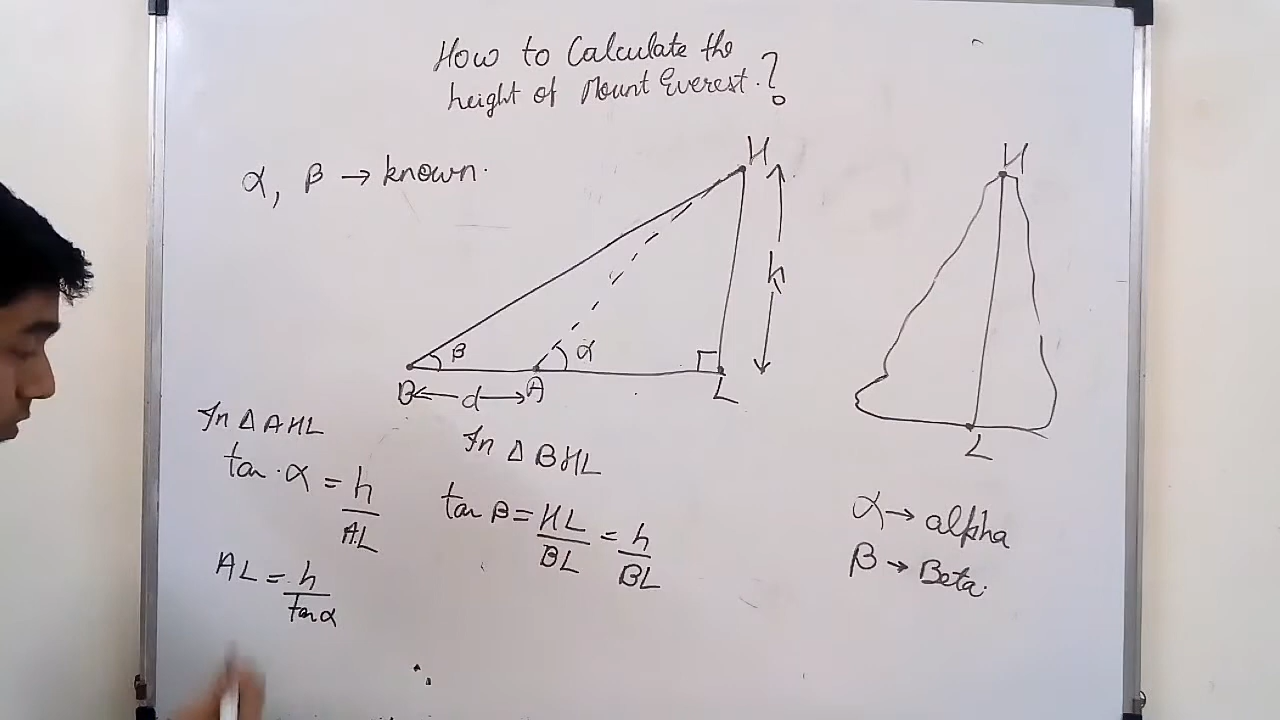 How to Calculate the
height of Mount Everest.?
α, β → known.
H
h
β
α
B ← d → A
L
H
L
In Δ AHL
tan α = h/AL
AL = h/tan α
In Δ BHL
tan β = HL/BL = h/BL
α → alpha
β → Beta.